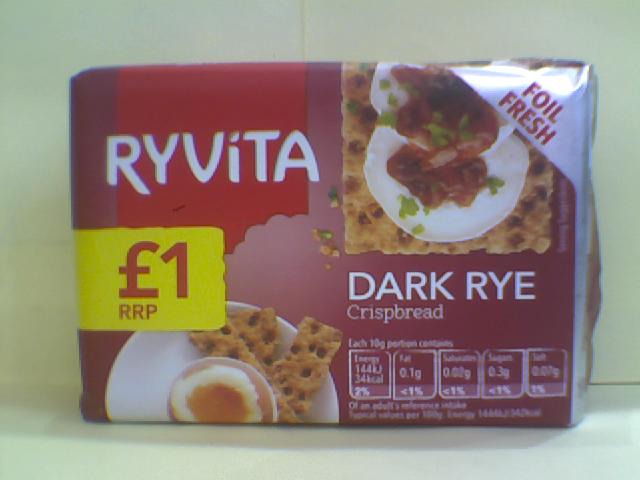 FOIL
FRESH
RYVITA
£1
RRP
DARK RYE
Crispbread
Each 10g portion contains
Energy Fat Saturates Sugars Salt
144kJ 0.1g 0.02g 0.3g 0.07g
34kcal
2% <1% <1% <1% 1%
Of an adult's reference intake
Typical values per 100g: Energy 1444kJ/342kcal